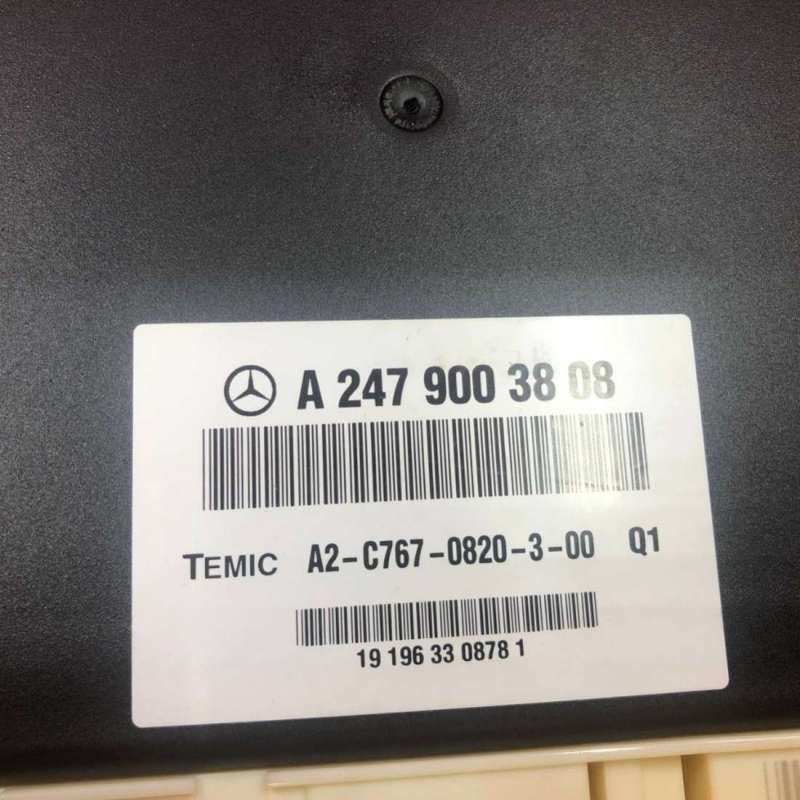 A 247 900 38 08
TEMIC A2-C767-0820-3-00 Q1
19 196 33 0878 1